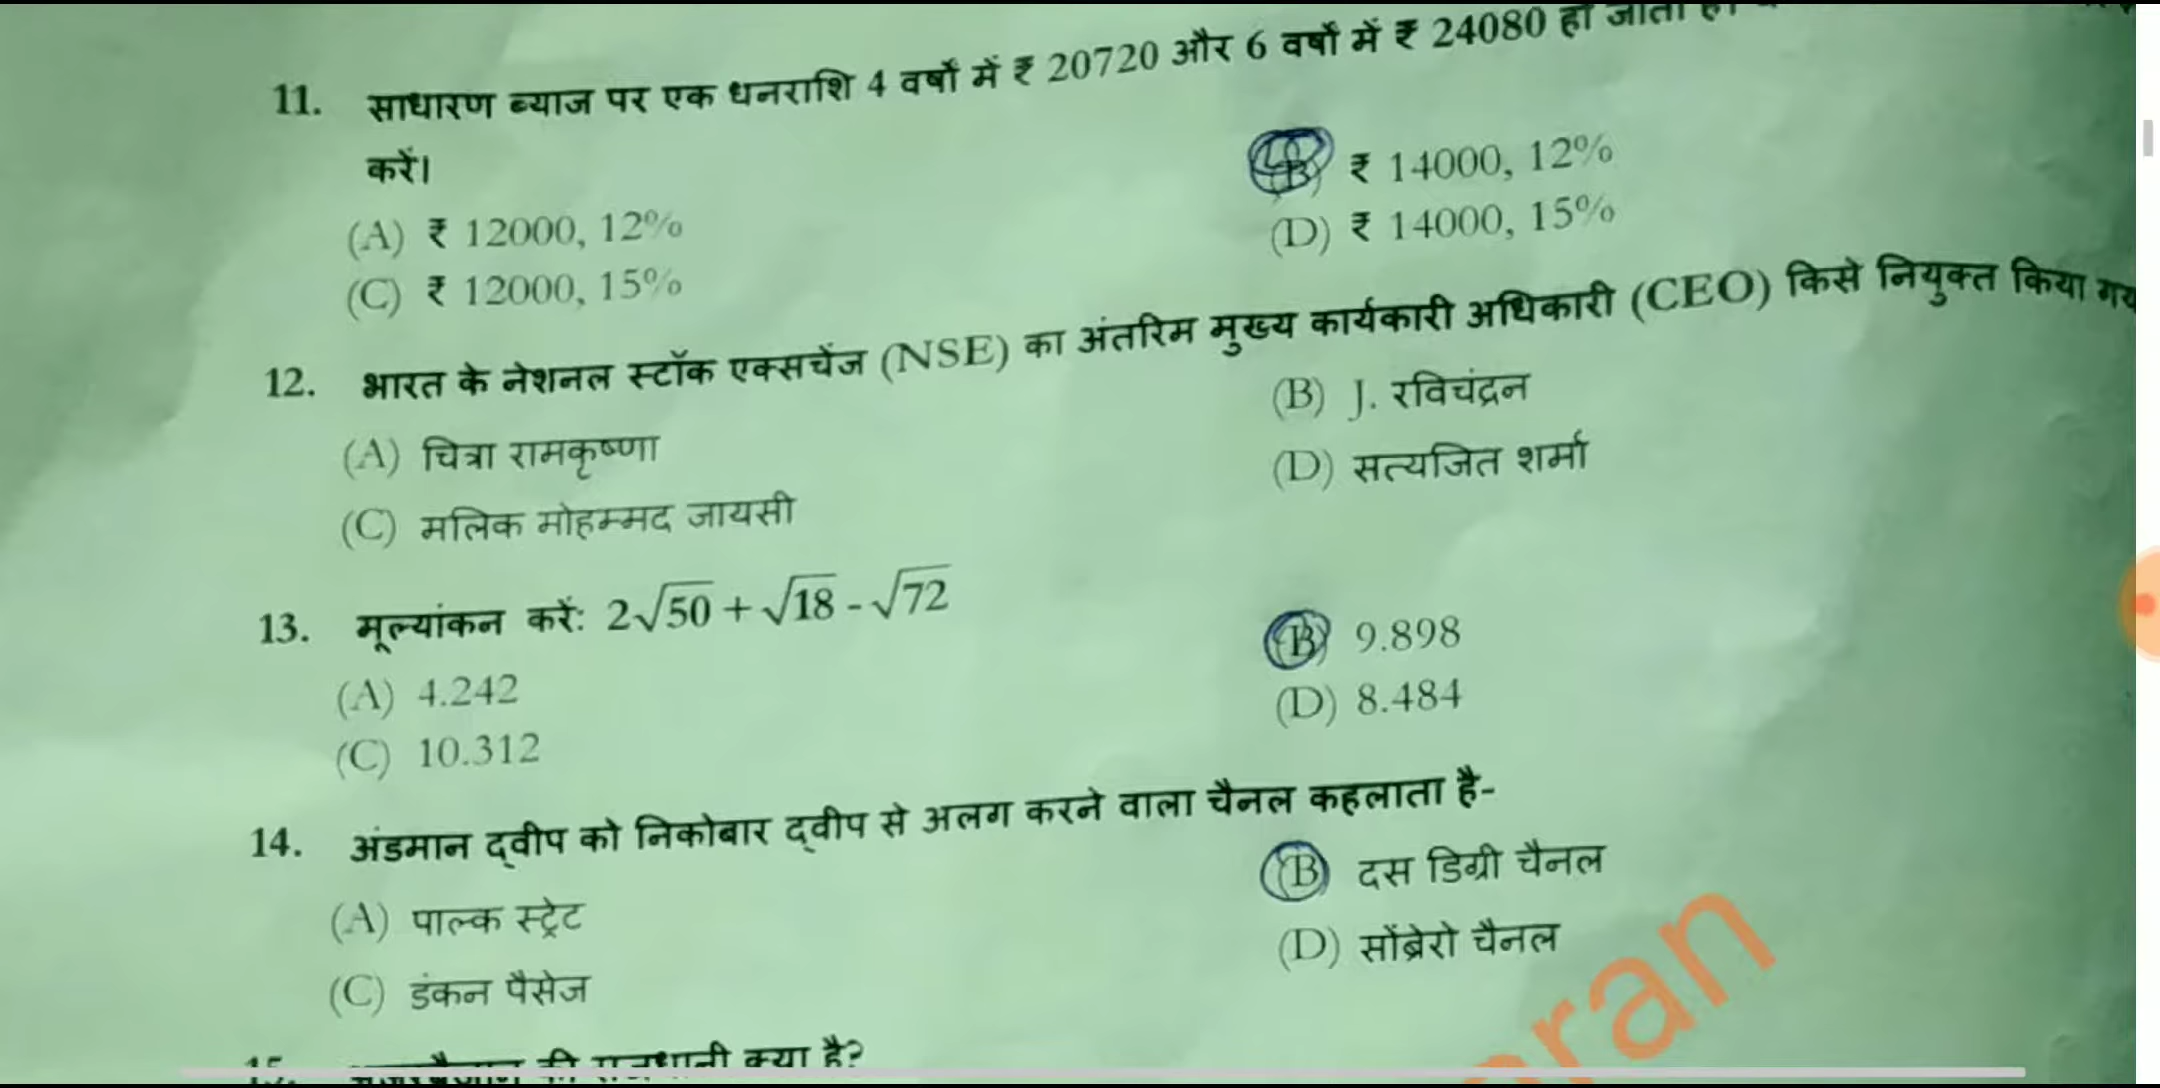 11. साधारण ब्याज पर एक धनराशि 4 वर्षों में ₹ 20720 और 6 वर्षों में ₹ 24080 हो जाती
करें।
(A) ₹ 12000, 12% (B) ₹ 14000, 12%
(C) ₹ 12000, 15% (D) ₹ 14000, 15%
12. भारत के नेशनल स्टॉक एक्सचेंज (NSE) का अंतरिम मुख्य कार्यकारी अधिकारी (CEO) किसे नियुक्त किया
(A) चित्रा रामकृष्णा (B) J. रविचंद्रन
(C) मलिक मोहम्मद जायसी (D) सत्यजित शर्मा
13. मूल्यांकन करें: 2√50 + √18 - √72
(A) 4.242 (B) 9.898
(C) 10.312 (D) 8.484
14. अंडमान द्वीप को निकोबार द्वीप से अलग करने वाला चैनल कहलाता है-
(A) पाल्क स्ट्रेट (B) दस डिग्री चैनल
(C) डंकन पैसेज (D) सोंब्रेरो चैनल
15. की राजधानी क्या है?
ran